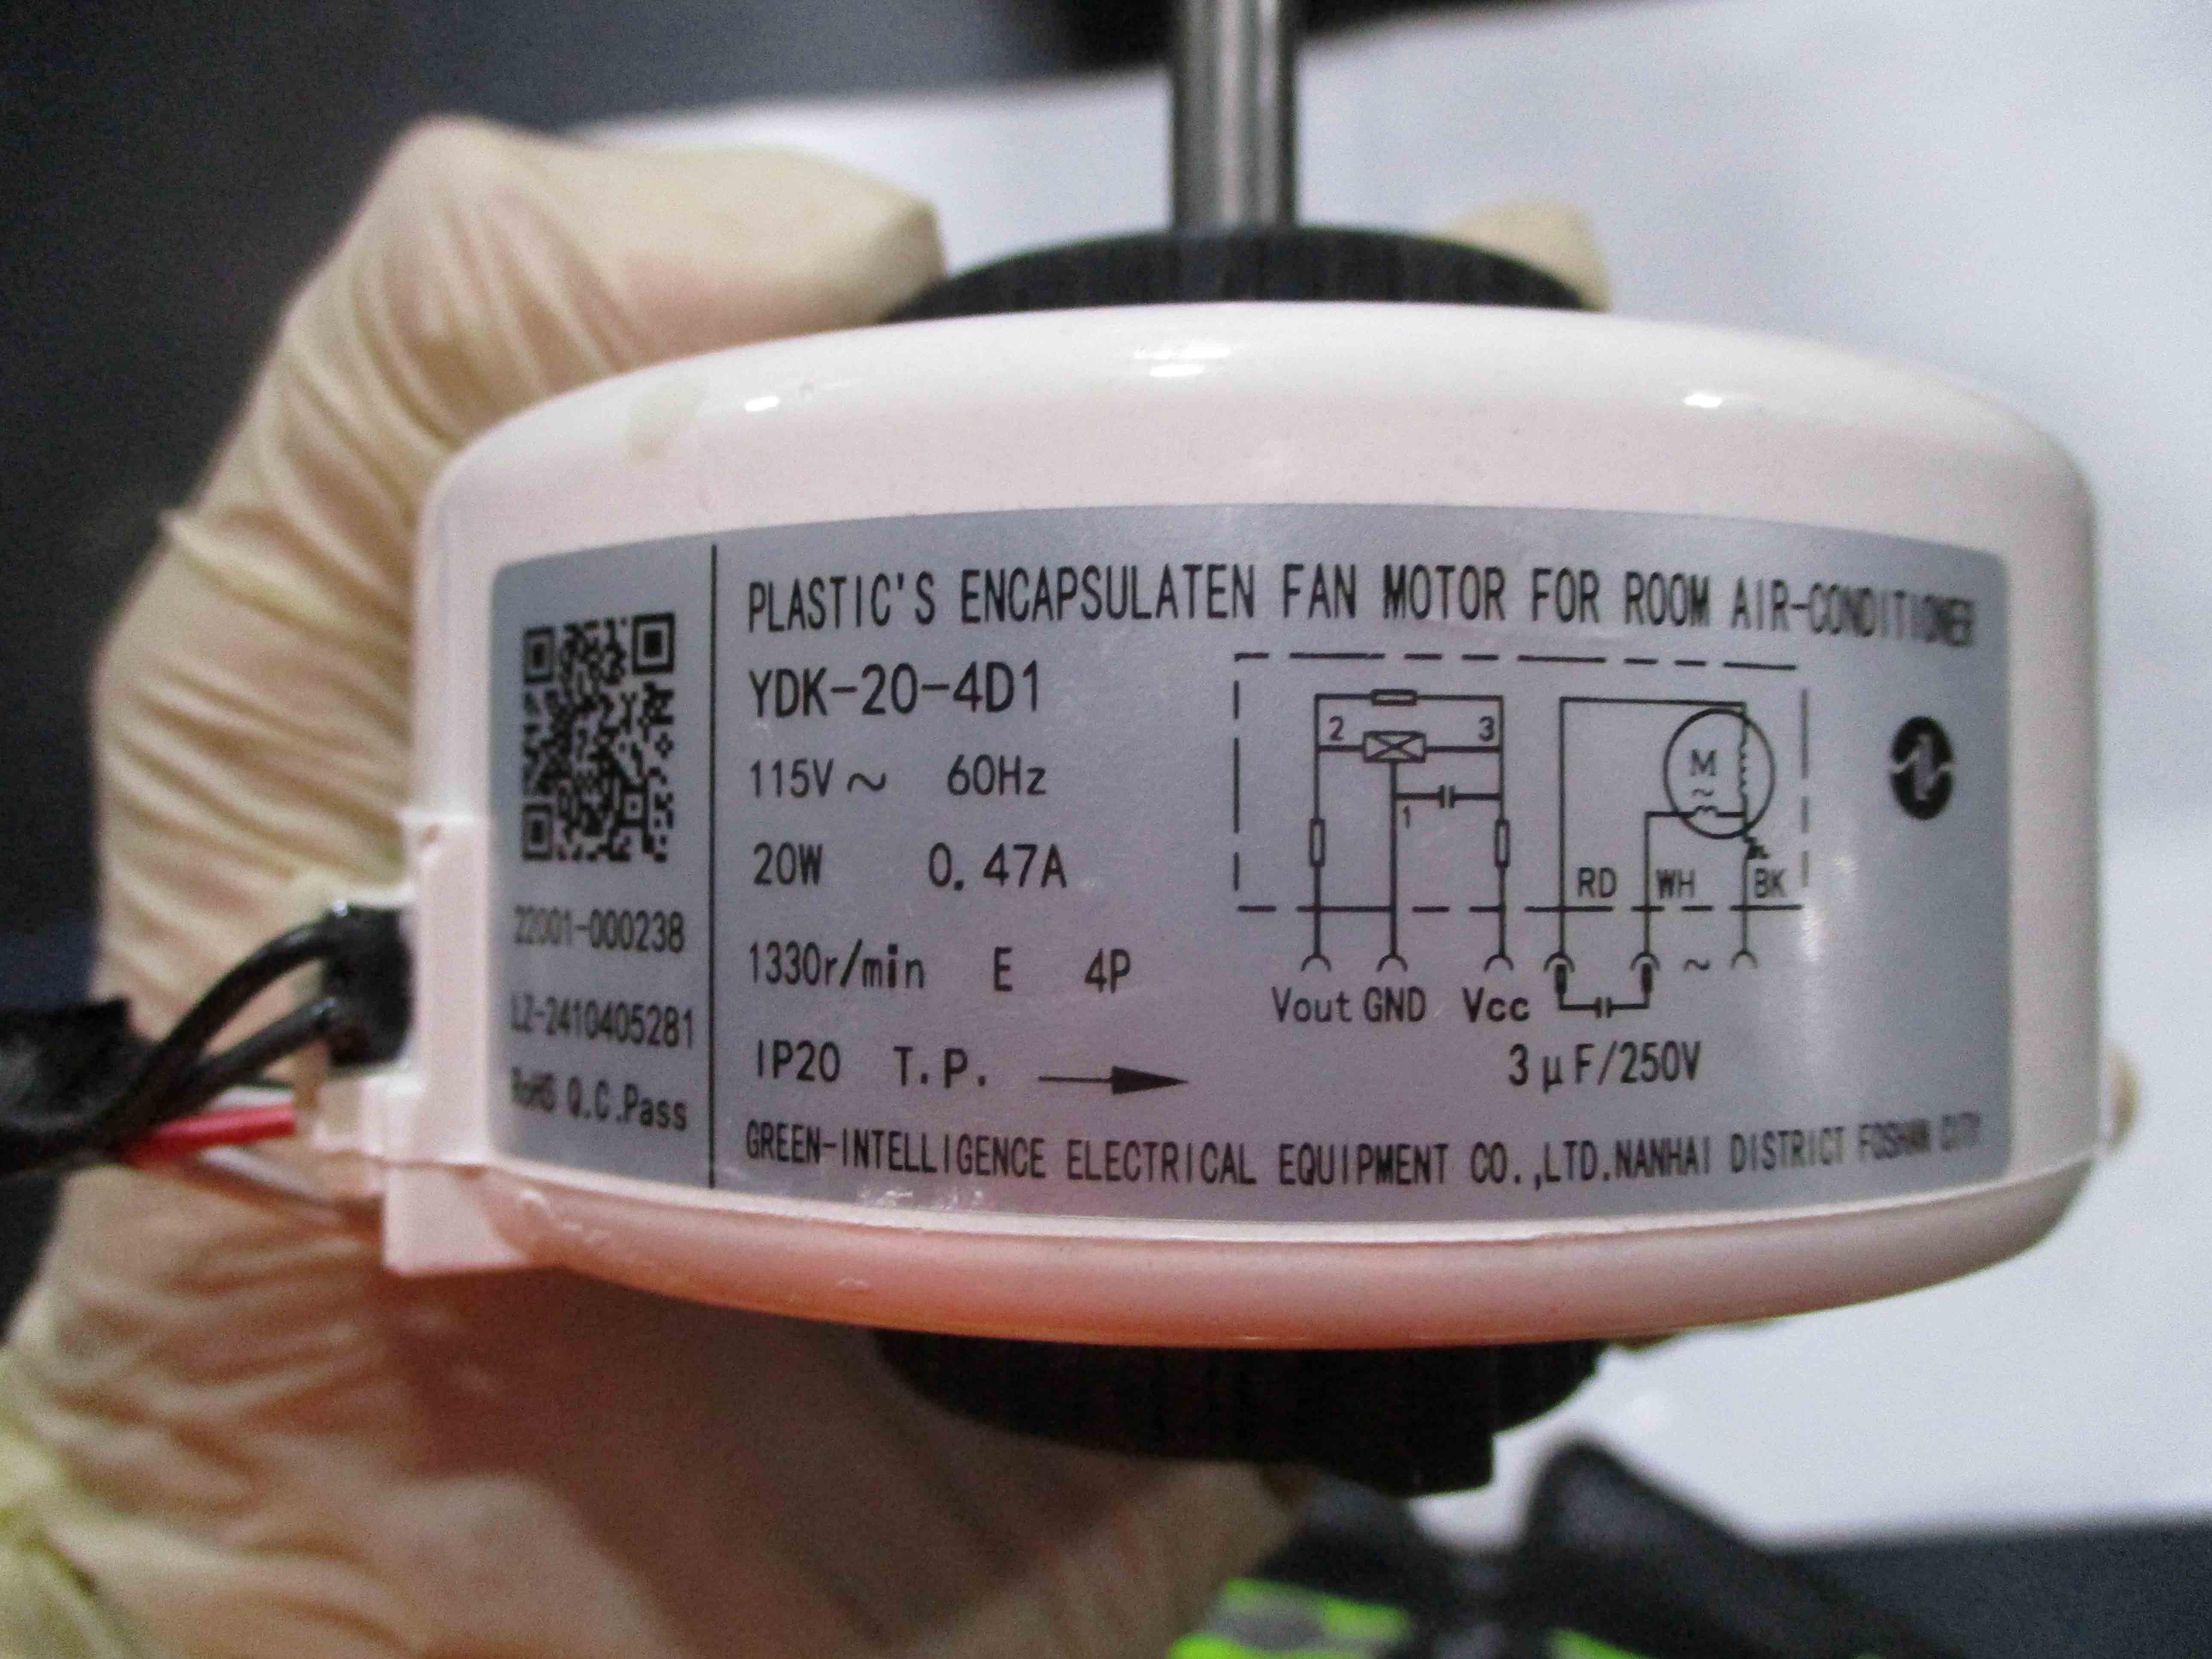 22001-000238
LZ-2410405281
RoHS Q.C.Pass
PLASTIC'S ENCAPSULATEN FAN MOTOR FOR ROOM AIR-CONDITIONER
YDK-20-4D1
115V~ 60Hz
20W 0.47A
1330r/min E 4P
IP20 T.P.
2 3
1
M
~
RD WH BK
~
Vout GND Vcc
3μF/250V
GREEN-INTELLIGENCE ELECTRICAL EQUIPMENT CO.,LTD.NANHAI DISTRICT FOSHAN CITY